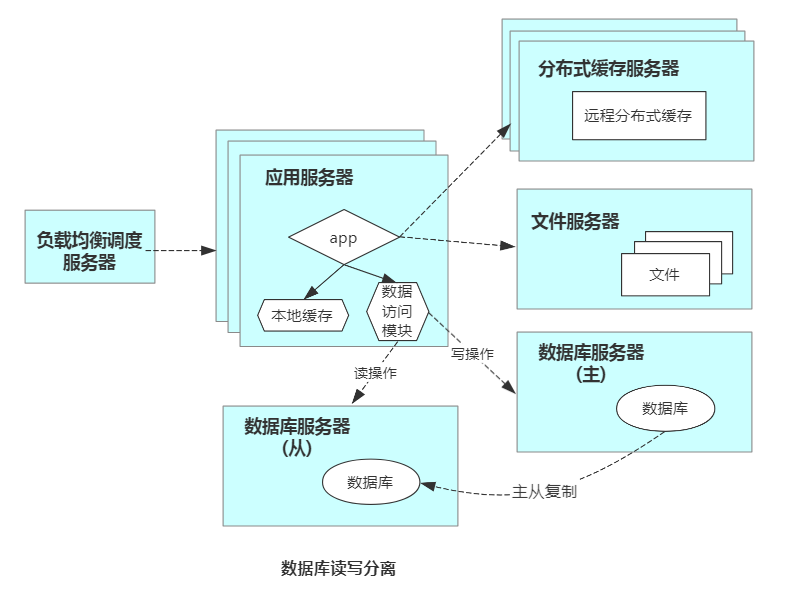 分布式缓存服务器
远程分布式缓存
应用服务器
app
本地缓存
数据
访问
模块
负载均衡调度
服务器
文件服务器
文件
读操作
写操作
数据库服务器
(主)
数据库
数据库服务器
(从)
数据库
主从复制
数据库读写分离